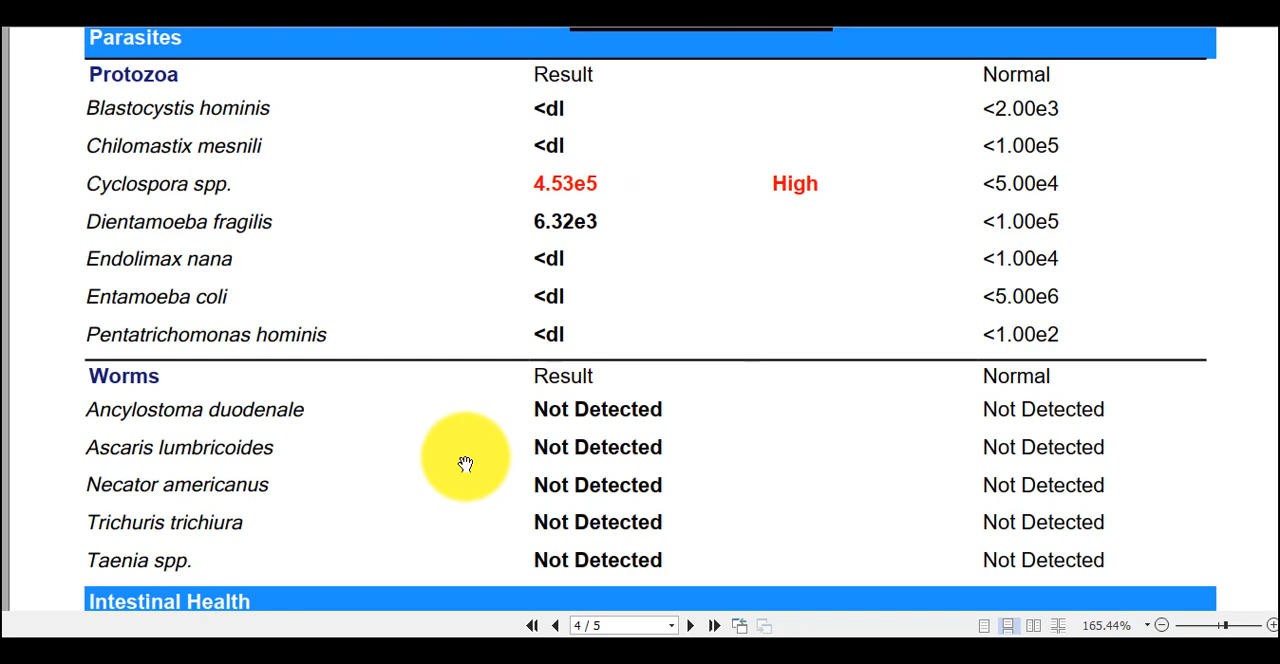 Parasites
Protozoa Result Normal
Blastocystis hominis <dl <2.00e3
Chilomastix mesnili <dl <1.00e5
Cyclospora spp. 4.53e5 High <5.00e4
Dientamoeba fragilis 6.32e3 <1.00e5
Endolimax nana <dl <1.00e4
Entamoeba coli <dl <5.00e6
Pentatrichomonas hominis <dl <1.00e2
Worms Result Normal
Ancylostoma duodenale Not Detected Not Detected
Ascaris lumbricoides Not Detected Not Detected
Necator americanus Not Detected Not Detected
Trichuris trichiura Not Detected Not Detected
Taenia spp. Not Detected Not Detected
Intestinal Health
4 / 5 165.44%